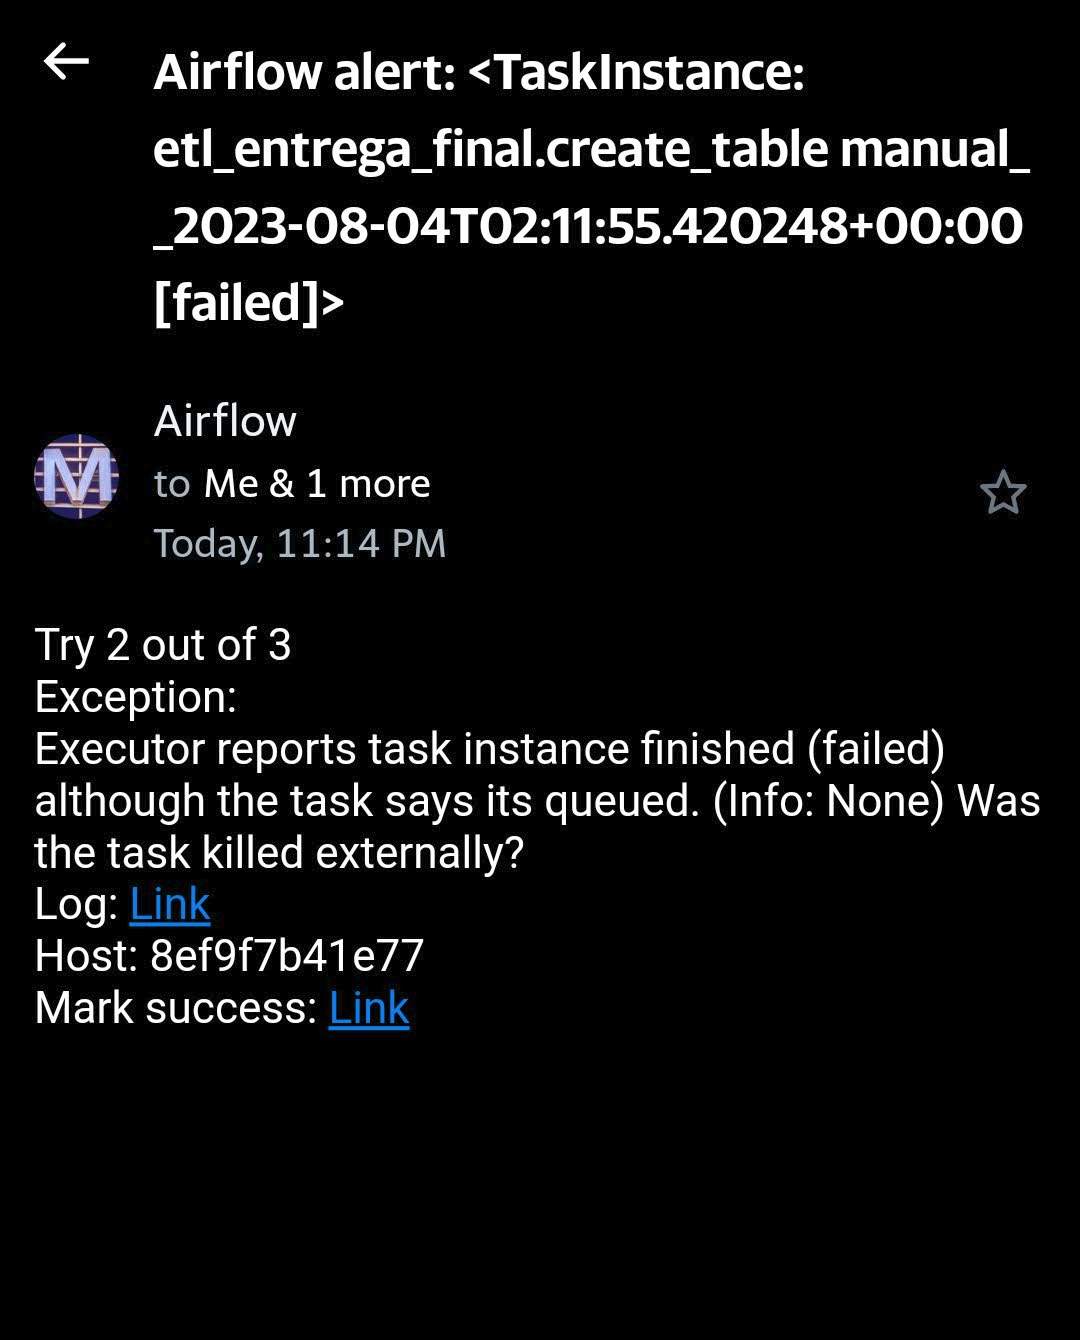 Airflow alert: <TaskInstance:
etl_entrega_final.create_table manual_
_2023-08-04T02:11:55.420248+00:00
[failed]>
Airflow
M
to Me & 1 more
Today, 11:14 PM
Try 2 out of 3
Exception:
Executor reports task instance finished (failed)
although the task says its queued. (Info: None) Was
the task killed externally?
Log: Link
Host: 8ef9f7b41e77
Mark success: Link